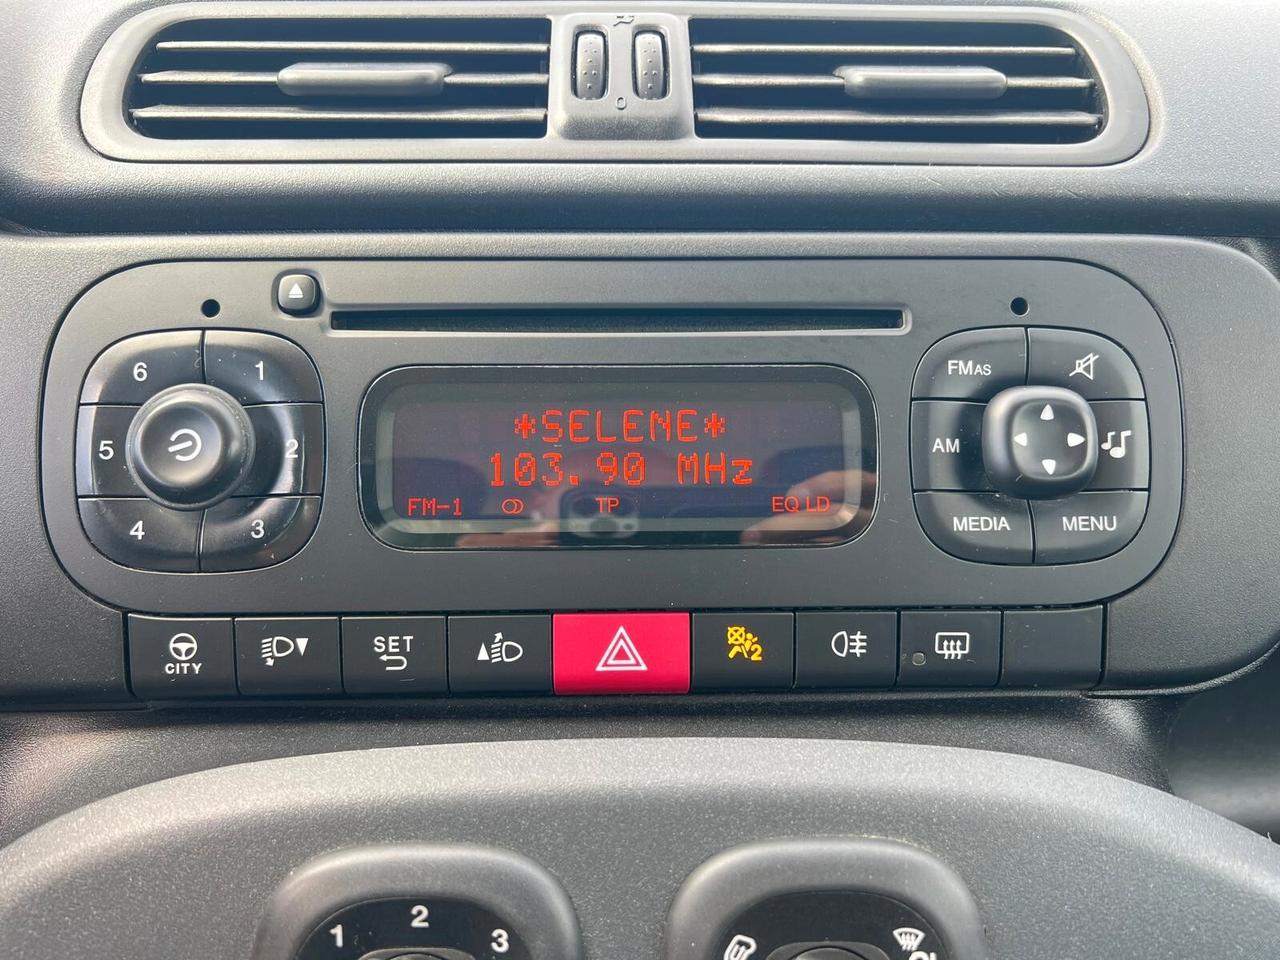 0
6 1
5 2
4 3
*SELENE*
103.90 MHz
FM-1 TP EQ LD
FMAS
AM
MEDIA MENU
CITY
SET
2
1 2 3